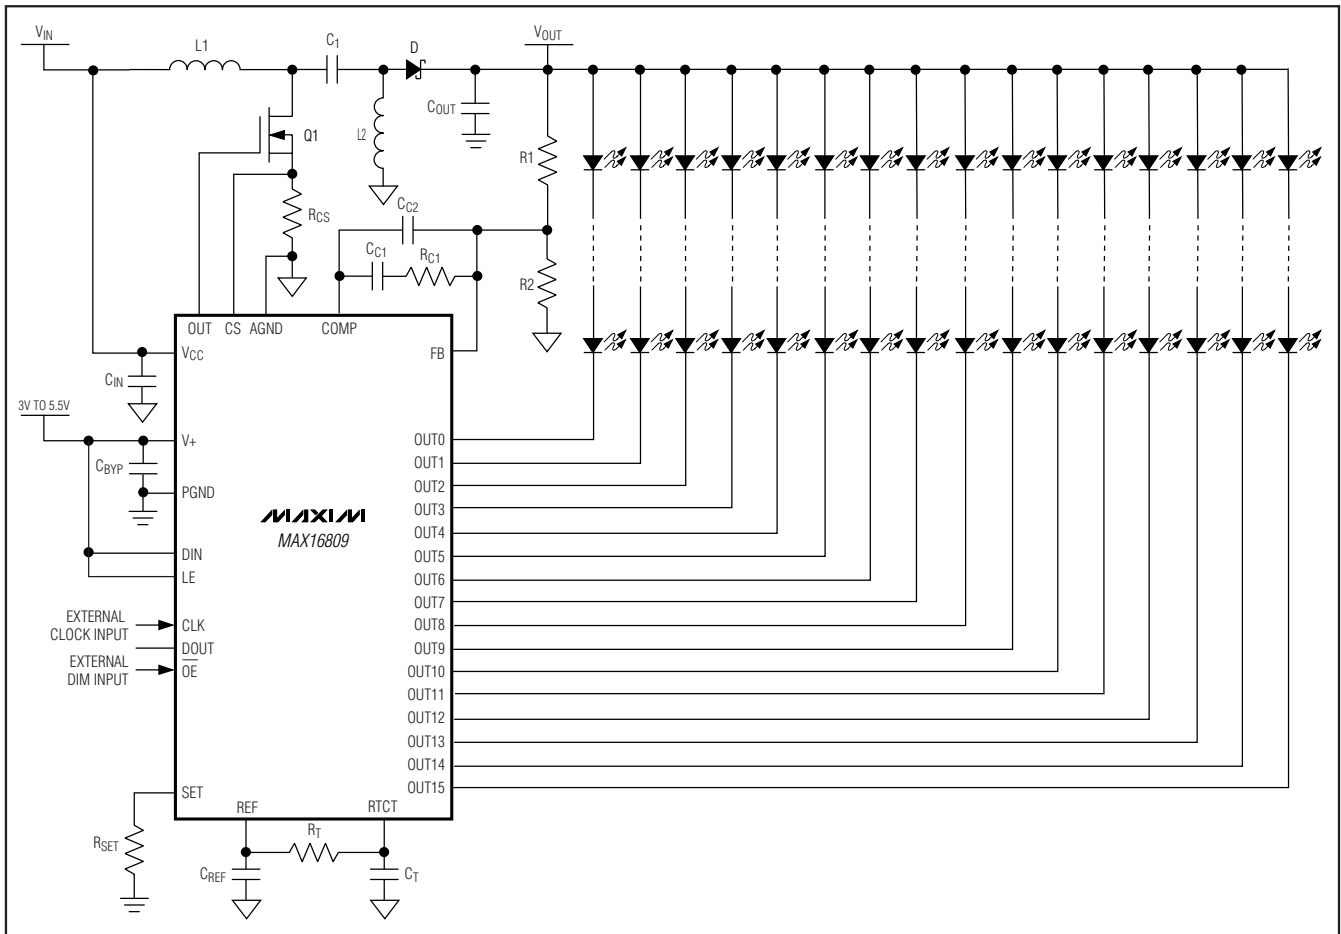 VIN
L1
C1
D
VOUT
COUT
Q1
L2
R1
RCS
CC2
CC1
RC1
R2
OUT
CS
AGND
COMP
VCC
FB
CIN
3V TO 5.5V
V+
OUT0
OUT1
CBYP
OUT2
PGND
OUT3
MAXIM
MAX16809
OUT4
DIN
OUT5
LE
OUT6
OUT7
EXTERNAL
CLOCK INPUT
CLK
OUT8
DOUT
OUT9
EXTERNAL
DIM INPUT
OE
OUT10
OUT11
OUT12
OUT13
OUT14
OUT15
SET
REF
RTCT
RT
RSET
CREF
CT